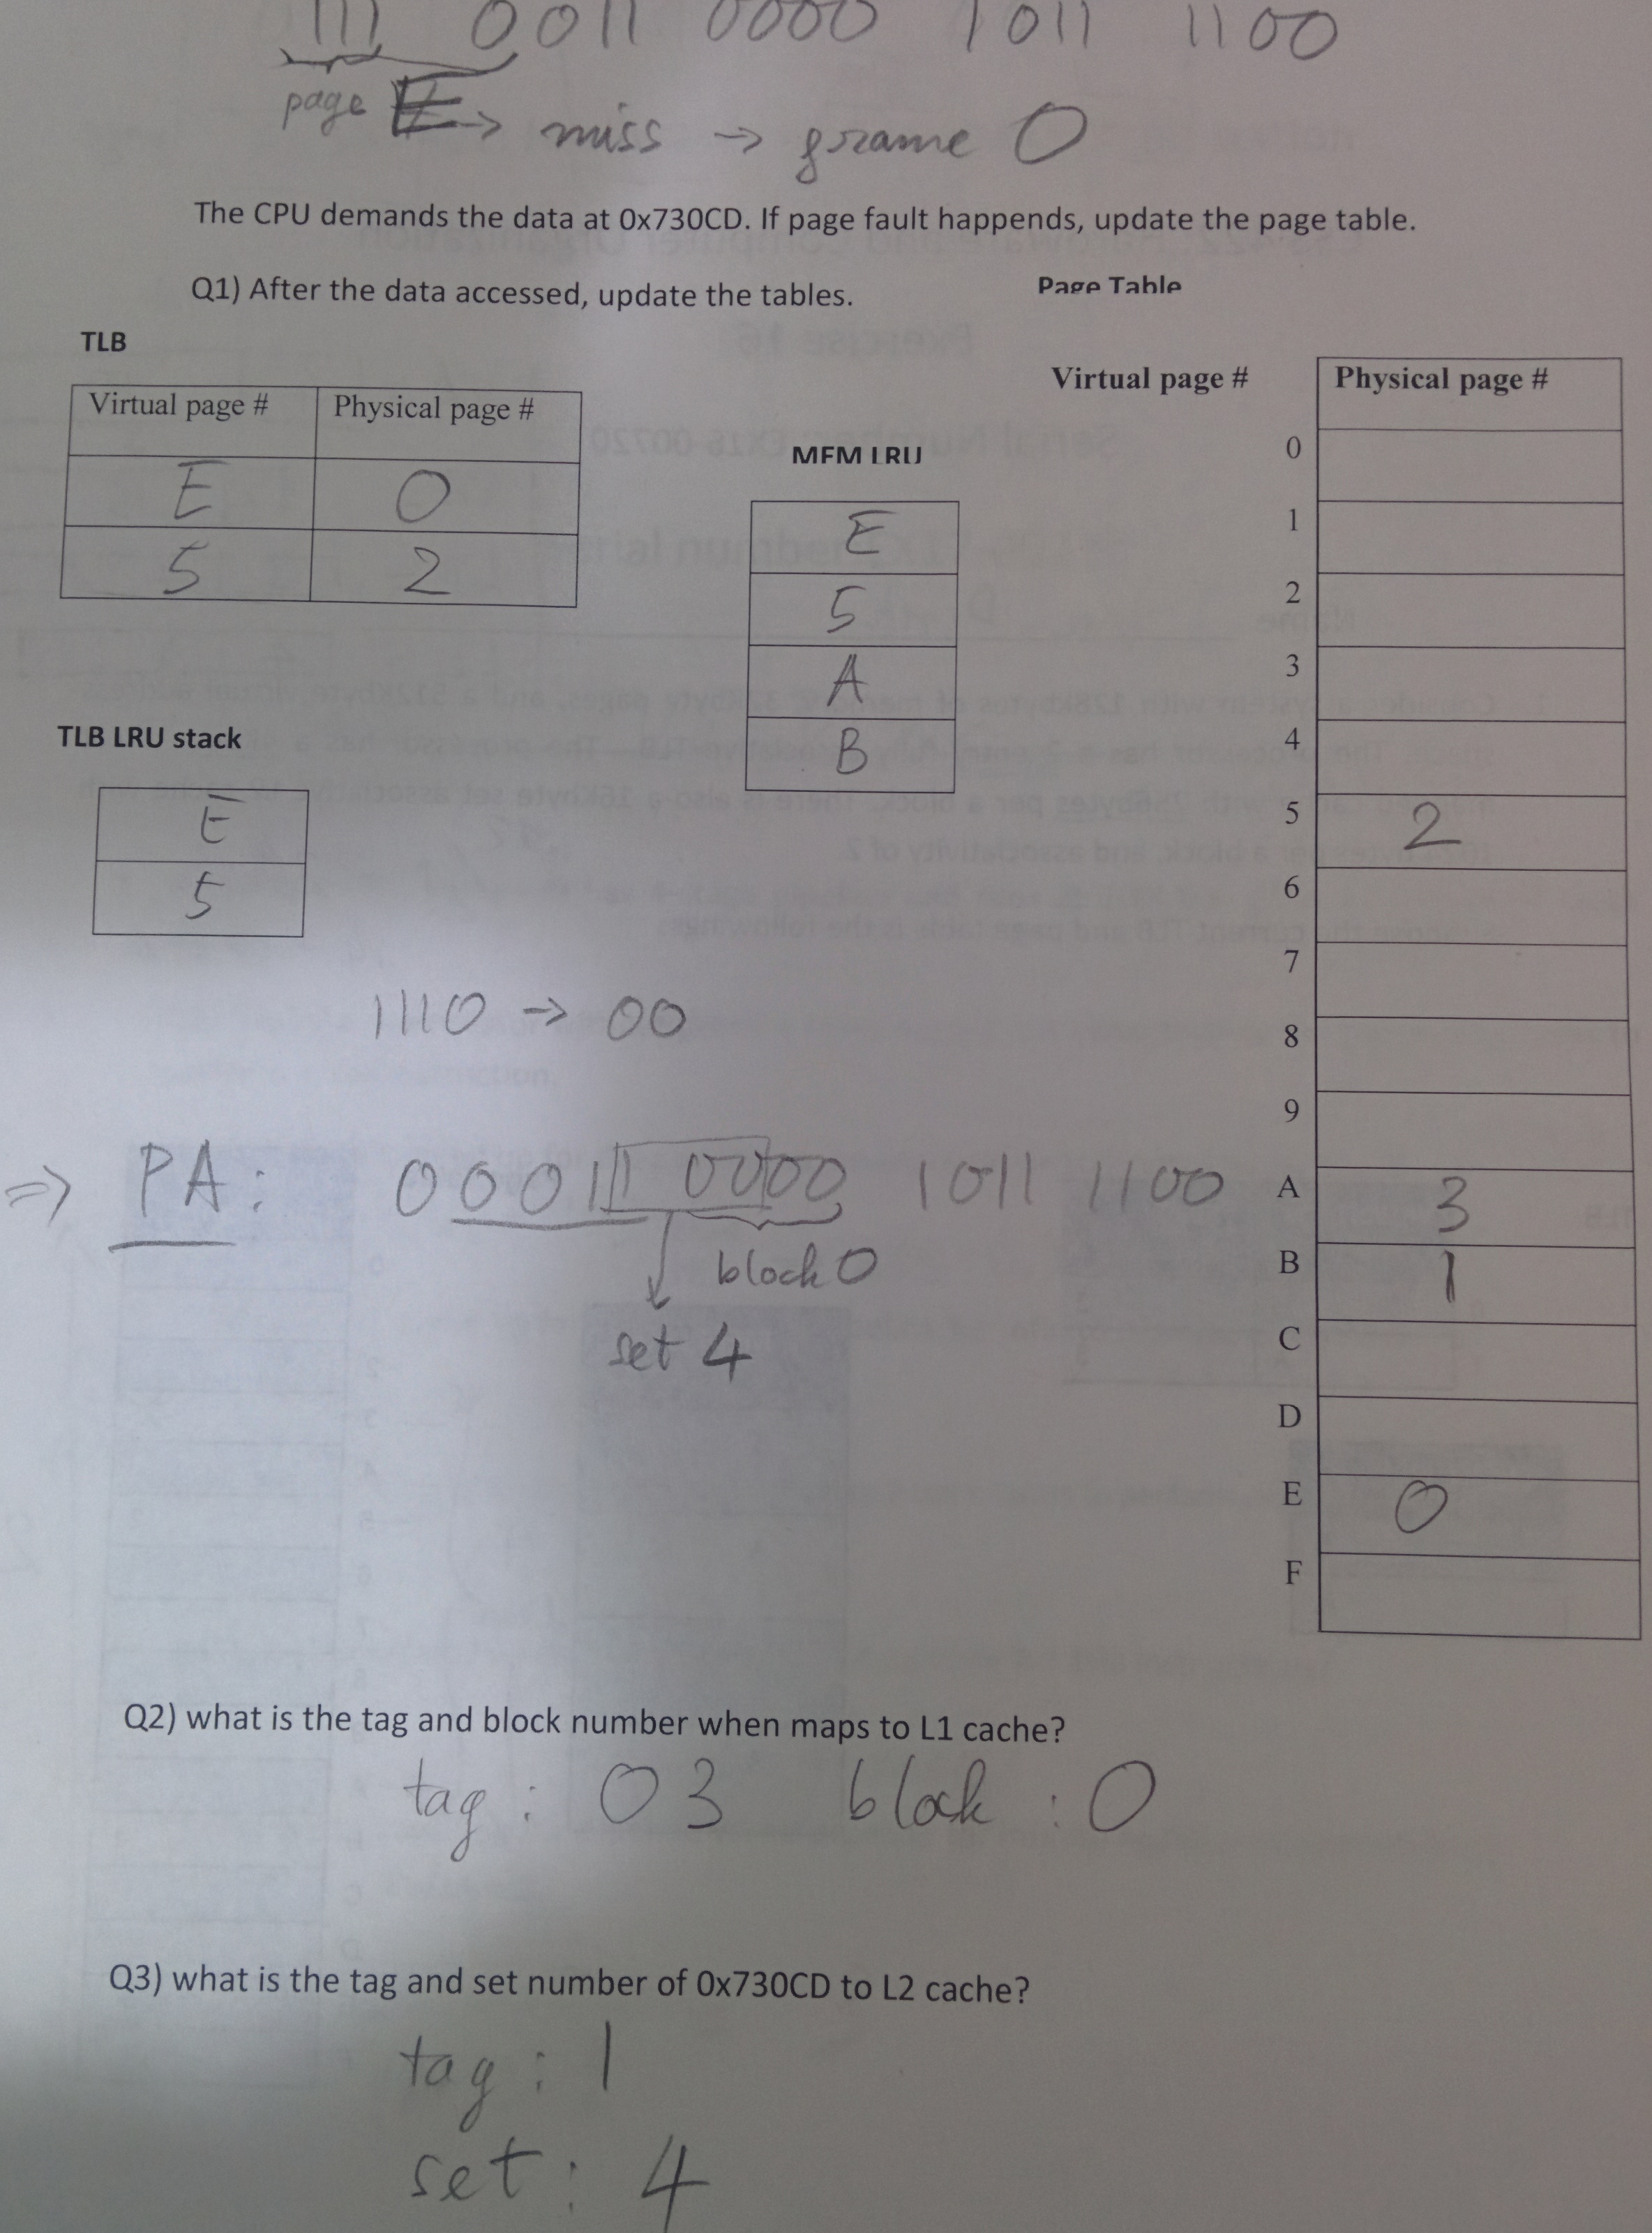 111 0011 0000 1011 1100
page E -> miss -> frame 0
The CPU demands the data at 0x730CD. If page fault happends, update the page table.
Q1) After the data accessed, update the tables.
Page Table
TLB
Virtual page # Physical page #
E 0
5 2
MEM LRU
E
5
A
B
TLB LRU stack
E
5
Virtual page # Physical page #
0
1
2
3
4
5 2
6
7
8
9
A 3
B 1
C
D
E 0
F
1110 -> 00
=> PA: 000 11 0000 1011 1100
block 0
set 4
Q2) what is the tag and block number when maps to L1 cache?
tag : 03 block : 0
Q3) what is the tag and set number of 0x730CD to L2 cache?
tag : 1
set : 4